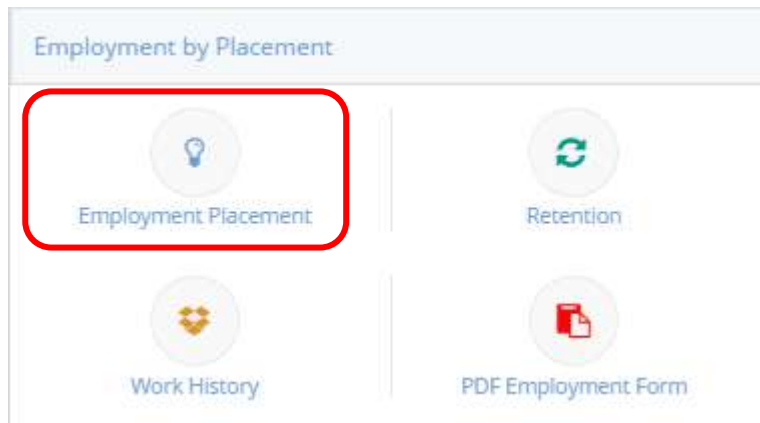 Employment by Placement
Employment Placement
Retention
Work History
PDF Employment Form